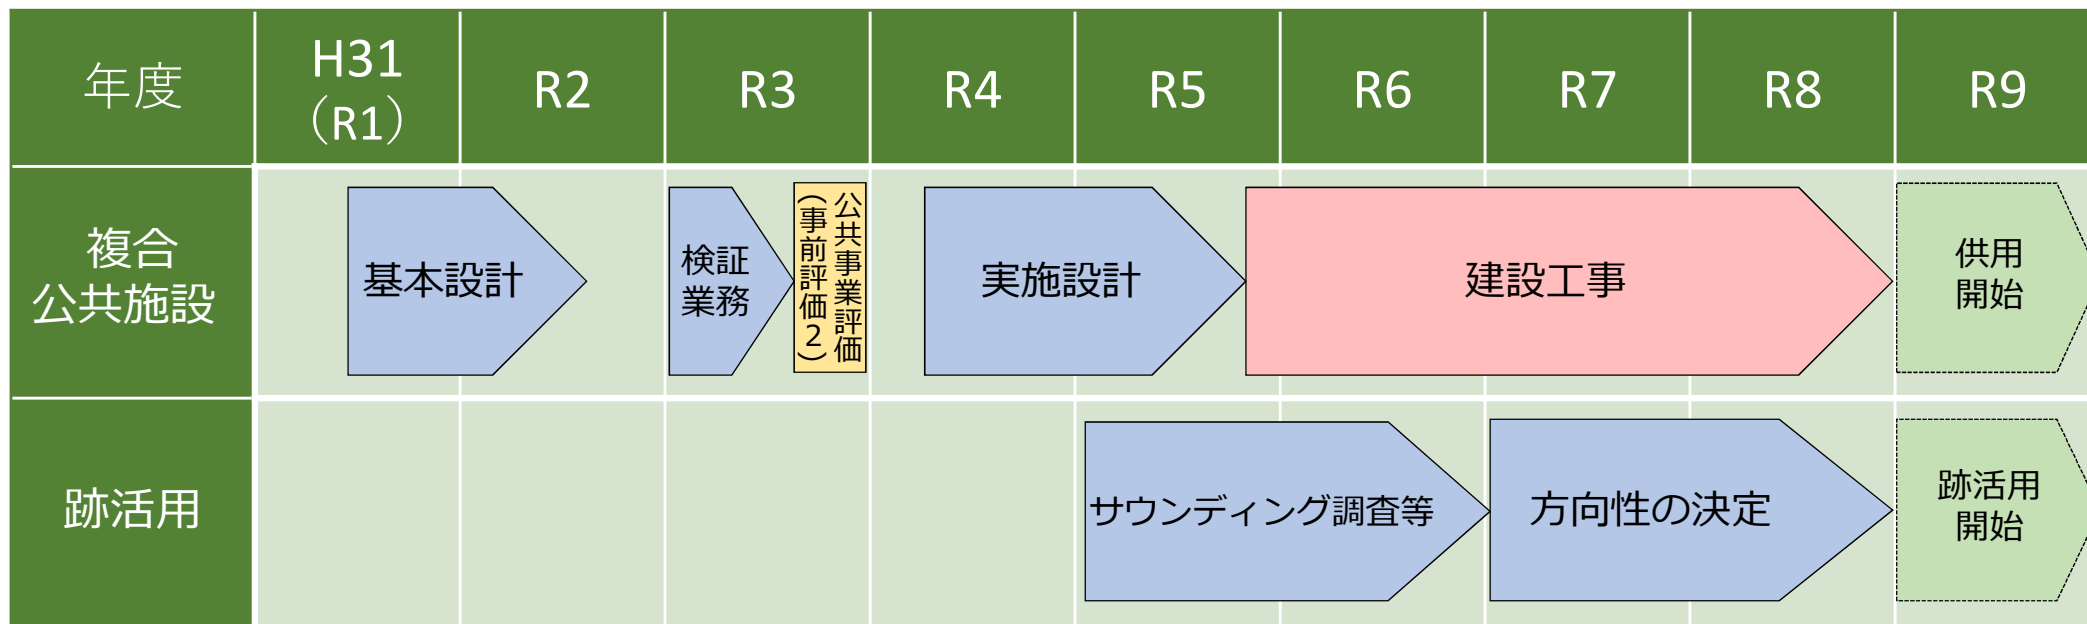 年度
H31
（R1）
R2
R3
R4
R5
R6
R7
R8
R9
複合
公共施設
基本設計
検証
業務
公共事業評価
（事前評価２）
実施設計
建設工事
供用
開始
跡活用
サウンディング調査等
方向性の決定
跡活用
開始